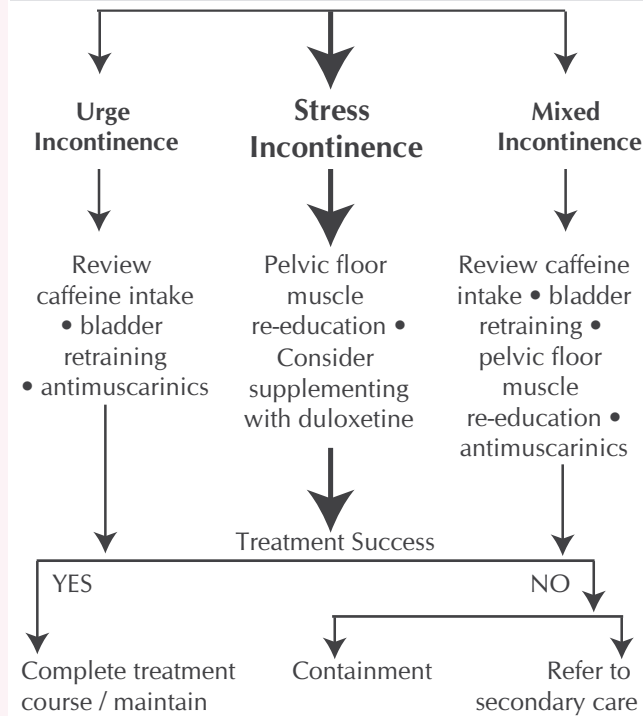 Urge
Incontinence
Stress
Incontinence
Mixed
Incontinence
Review
caffeine intake
• bladder
retraining
• antimuscarinics
Pelvic floor
muscle
re-education •
Consider
supplementing
with duloxetine
Review caffeine
intake • bladder
retraining •
pelvic floor
muscle
re-education •
antimuscarinics
Treatment Success
YES
NO
Complete treatment
course / maintain
Containment
Refer to
secondary care